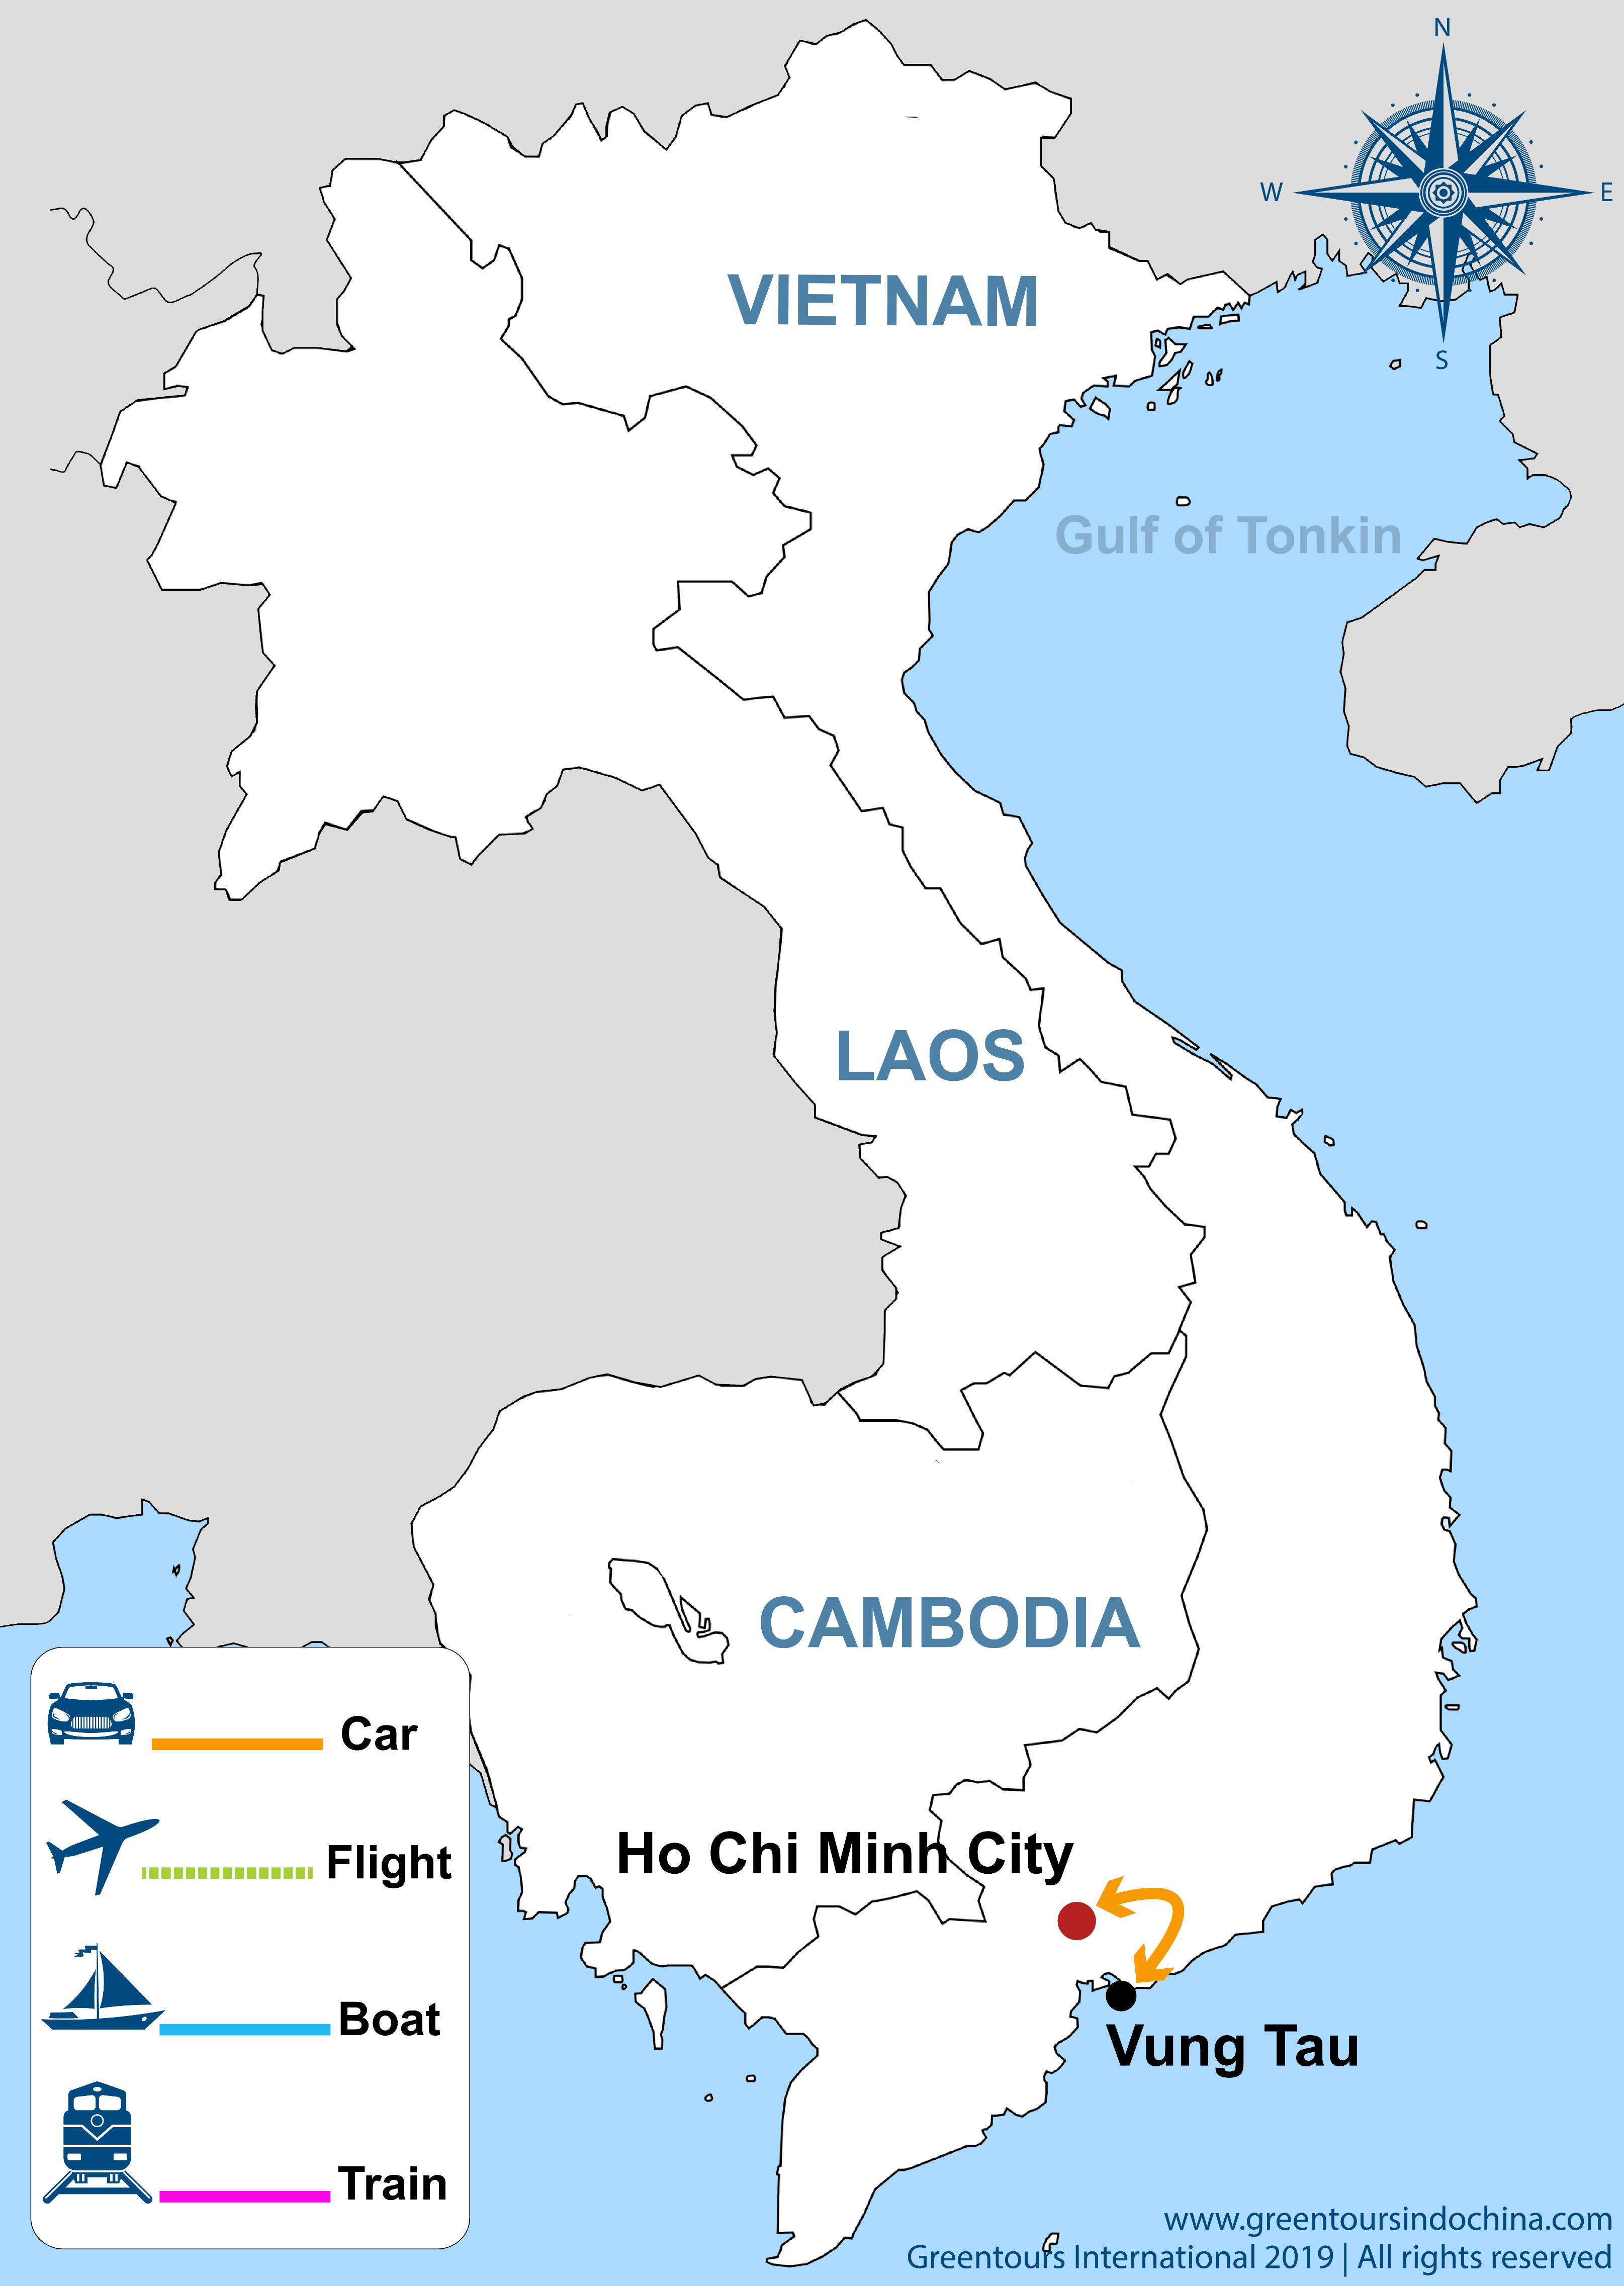 N
W
E
S
VIETNAM
Gulf of Tonkin
LAOS
CAMBODIA
Car
Flight
Boat
Train
Ho Chi Minh City
Vung Tau
www.greentoursindochina.com
Greentours International 2019 | All rights reserved